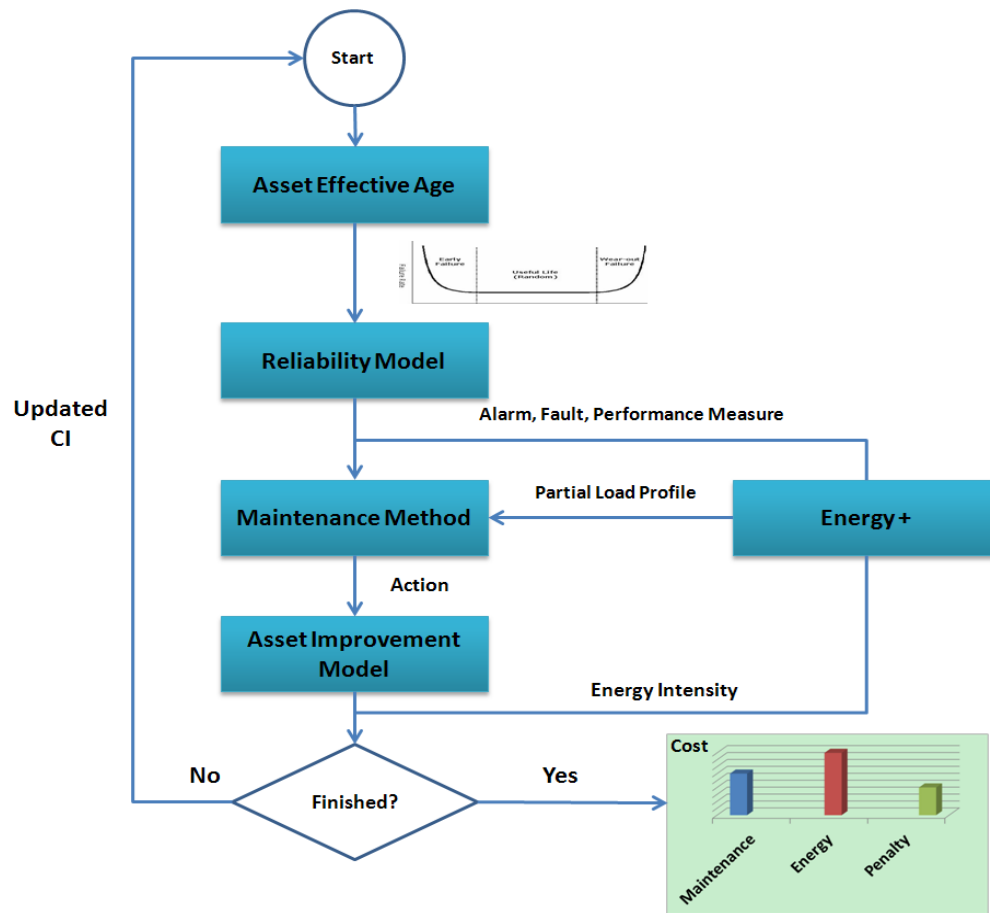 Start
Asset Effective Age
Failure Rate
Early
Failure
Useful Life
(Random)
Wear-out
Failure
Reliability Model
Updated
CI
Alarm, Fault, Performance Measure
Partial Load Profile
Maintenance Method
Energy +
Action
Asset Improvement
Model
Energy Intensity
No
Finished?
Yes
Cost
Maintenance
Energy
Penalty